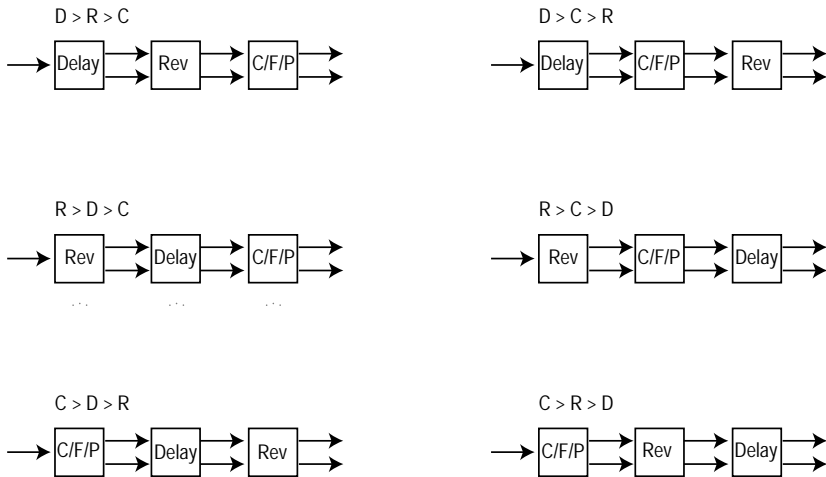 D > R > C
Delay Rev C/F/P
D > C > R
Delay C/F/P Rev
R > D > C
Rev Delay C/F/P
R > C > D
Rev C/F/P Delay
C > D > R
C/F/P Delay Rev
C > R > D
C/F/P Rev Delay